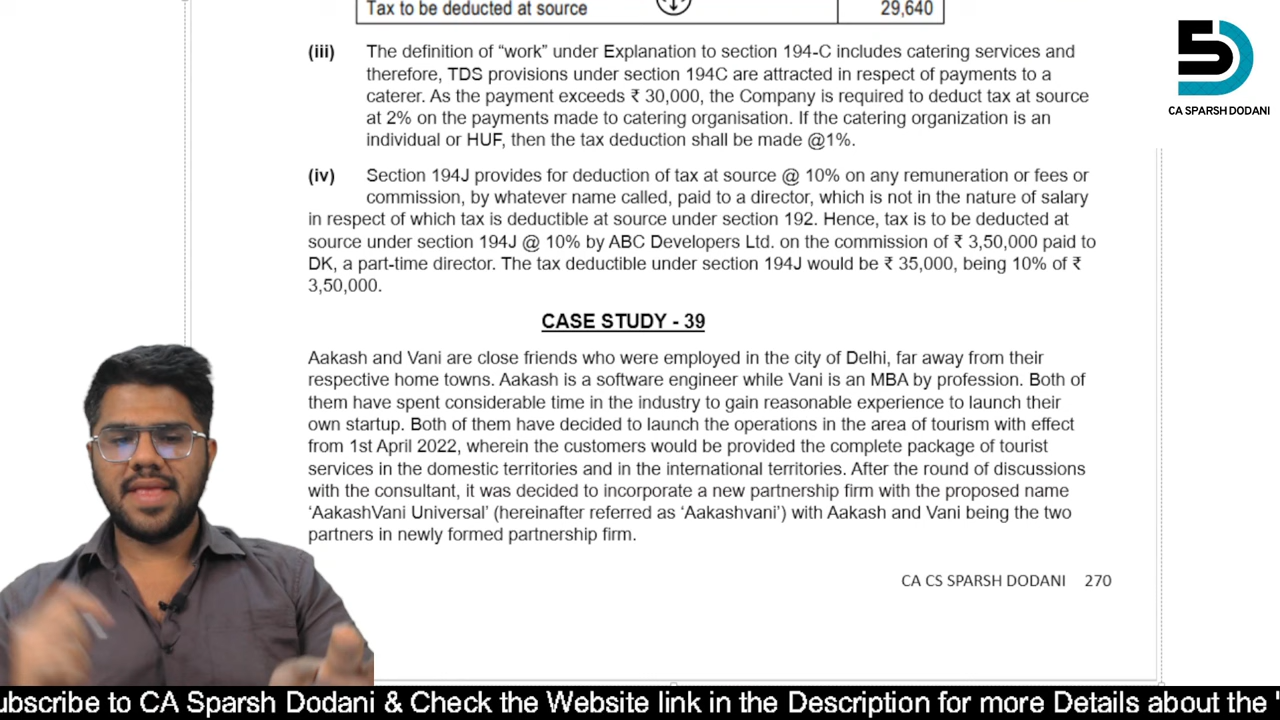 Tax to be deducted at source 29,640
CA SPARSH DODANI
(iii) The definition of “work” under Explanation to section 194-C includes catering services and
therefore, TDS provisions under section 194C are attracted in respect of payments to a
caterer. As the payment exceeds ₹ 30,000, the Company is required to deduct tax at source
at 2% on the payments made to catering organisation. If the catering organization is an
individual or HUF, then the tax deduction shall be made @1%.
(iv) Section 194J provides for deduction of tax at source @ 10% on any remuneration or fees or
commission, by whatever name called, paid to a director, which is not in the nature of salary
in respect of which tax is deductible at source under section 192. Hence, tax is to be deducted at
source under section 194J @ 10% by ABC Developers Ltd. on the commission of ₹ 3,50,000 paid to
DK, a part-time director. The tax deductible under section 194J would be ₹ 35,000, being 10% of ₹
3,50,000.
CASE STUDY - 39
Aakash and Vani are close friends who were employed in the city of Delhi, far away from their
respective home towns. Aakash is a software engineer while Vani is an MBA by profession. Both of
them have spent considerable time in the industry to gain reasonable experience to launch their
own startup. Both of them have decided to launch the operations in the area of tourism with effect
from 1st April 2022, wherein the customers would be provided the complete package of tourist
services in the domestic territories and in the international territories. After the round of discussions
with the consultant, it was decided to incorporate a new partnership firm with the proposed name
‘AakashVani Universal’ (hereinafter referred as ‘Aakashvani’) with Aakash and Vani being the two
partners in newly formed partnership firm.
CA CS SPARSH DODANI 270
ubscribe to CA Sparsh Dodani & Check the Website link in the Description for more Details about the '